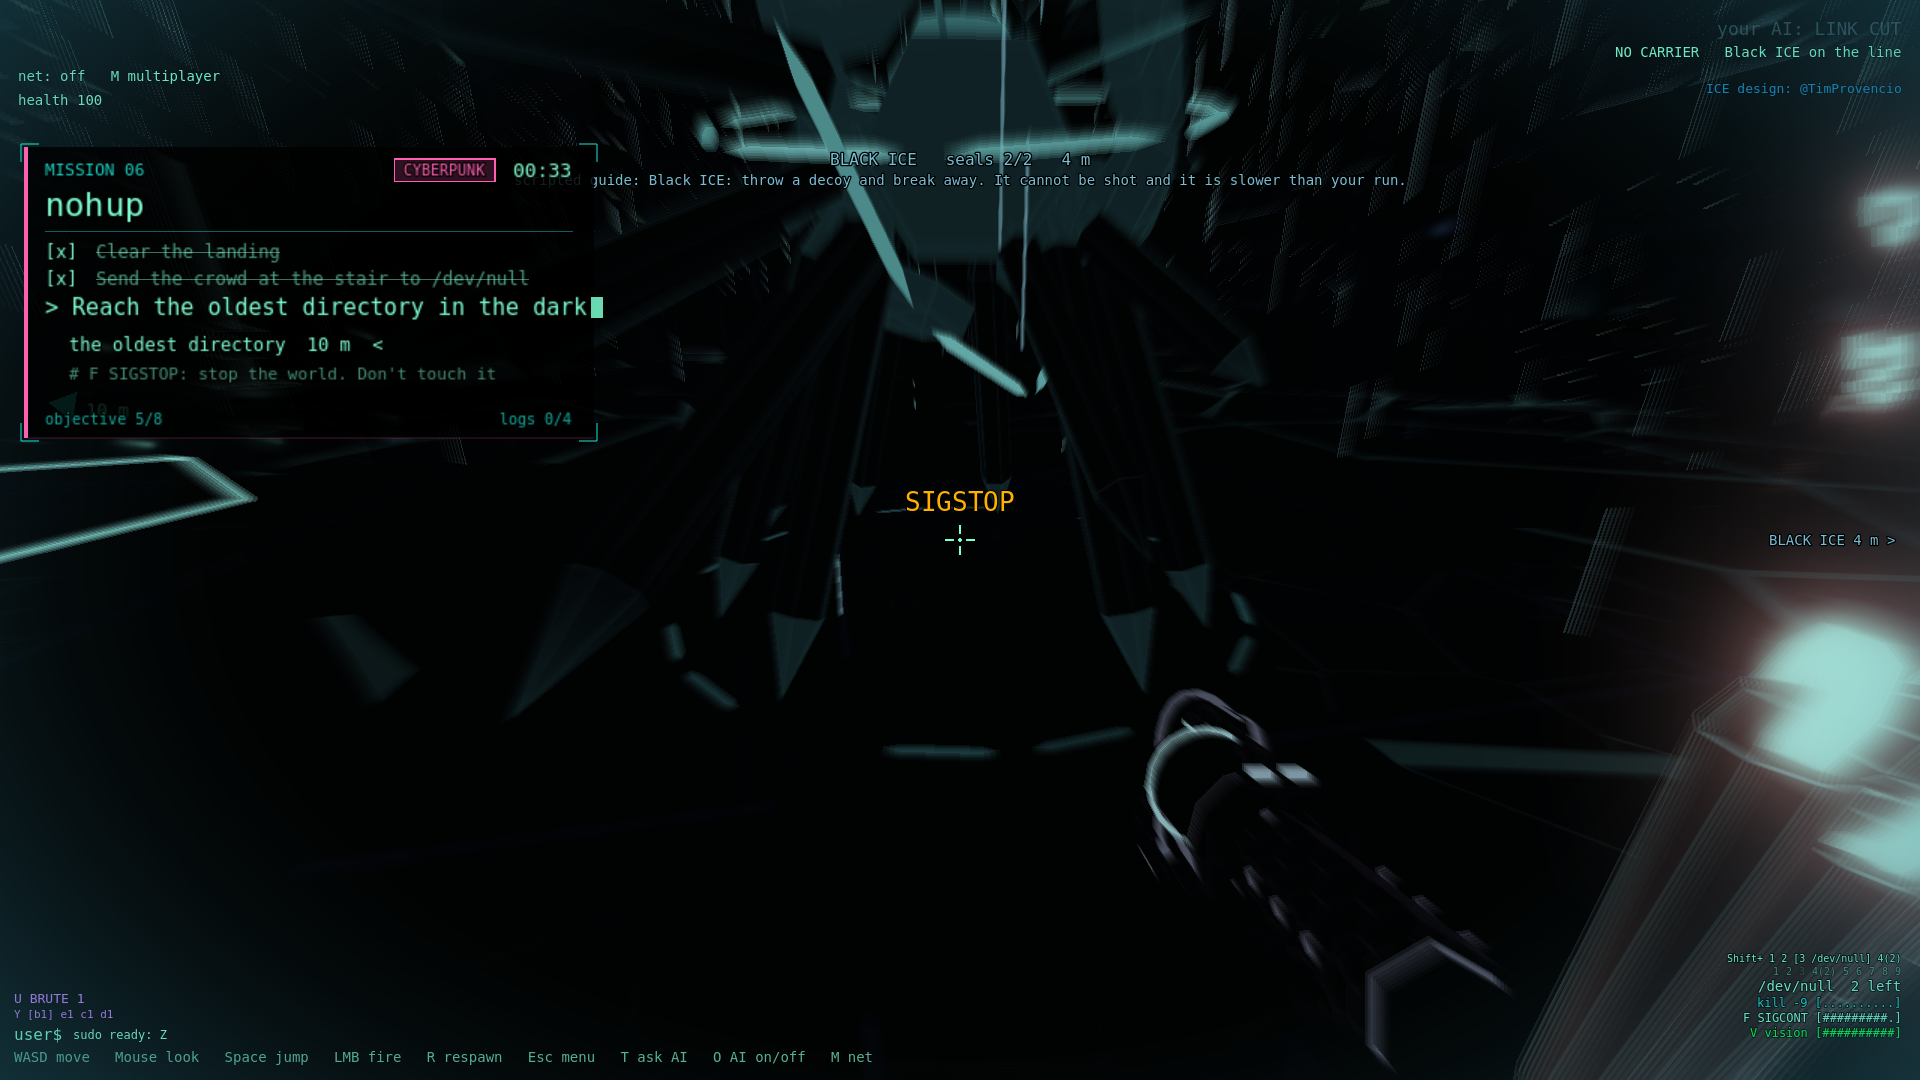 your AI: LINK CUT
NO CARRIER   Black ICE on the line
net: off   M multiplayer
health 100
ICE design: @TimProvencio
BLACK ICE   seals 2/2   4 m
scripted guide: Black ICE: throw a decoy and break away. It cannot be shot and it is slower than your run.
MISSION 06
CYBERPUNK
00:33
nohup
[x] Clear the landing
[x] Send the crowd at the stair to /dev/null
> Reach the oldest directory in the dark
the oldest directory  10 m  <
# F SIGSTOP: stop the world. Don't touch it
10 m
objective 5/8
logs 0/4
SIGSTOP
BLACK ICE 4 m >
Shift+ 1 2 [3 /dev/null] 4(2)
1 2 3 4(2) 5 6 7 8 9
/dev/null  2 left
kill -9 [..........]
F SIGCONT [#########.]
V vision [##########]
U BRUTE 1
Y [b1] e1 c1 d1
user$ sudo ready: Z
WASD move   Mouse look   Space jump   LMB fire   R respawn   Esc menu   T ask AI   O AI on/off   M net